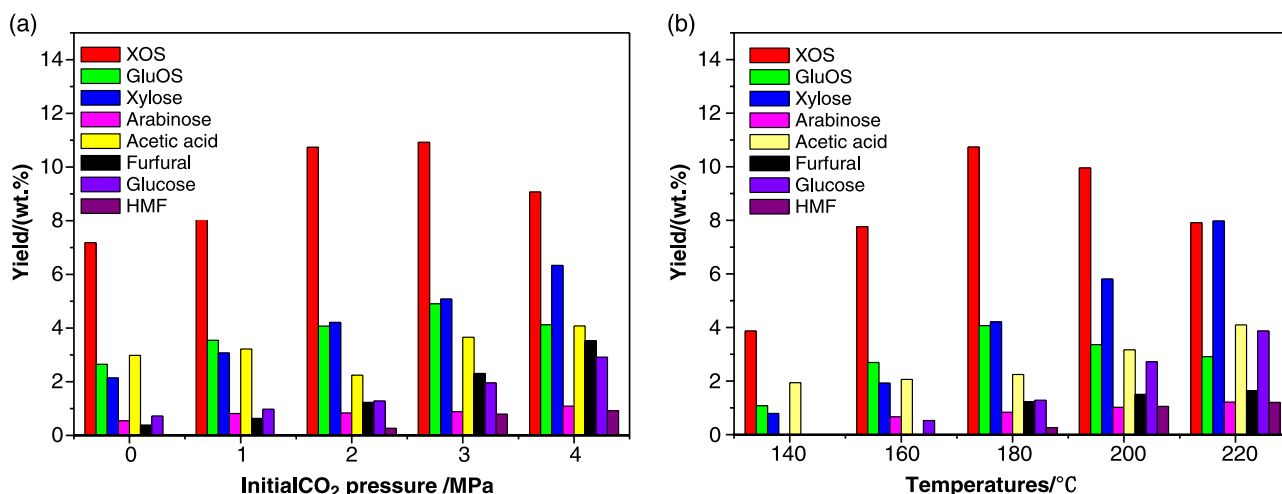 (a)
XOS
GluOS
Xylose
Arabinose
Acetic acid
Furfural
Glucose
HMF
14
12
10
8
6
4
2
0
Yield/(wt.%)
0 1 2 3 4
InitialCO₂ pressure /MPa
(b)
XOS
GluOS
Xylose
Arabinose
Acetic acid
Furfural
Glucose
HMF
14
12
10
8
6
4
2
0
Yield/(wt.%)
140 160 180 200 220
Temperatures/°C